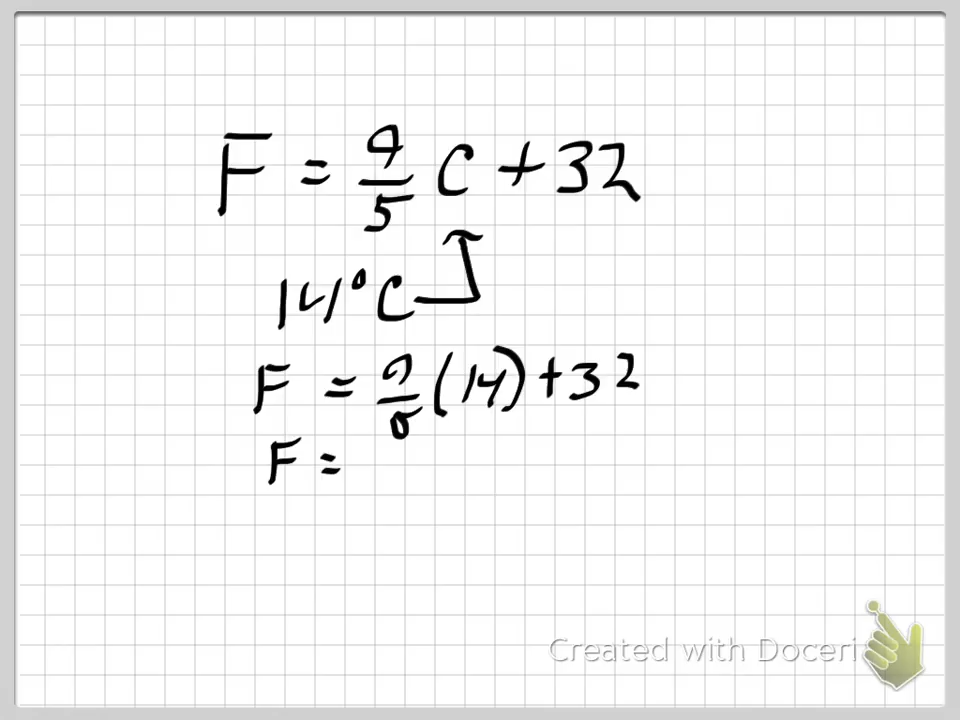 F = 9/5 C + 32
14°C
F = 9/5 (14) + 32
F =
Created with Doceri